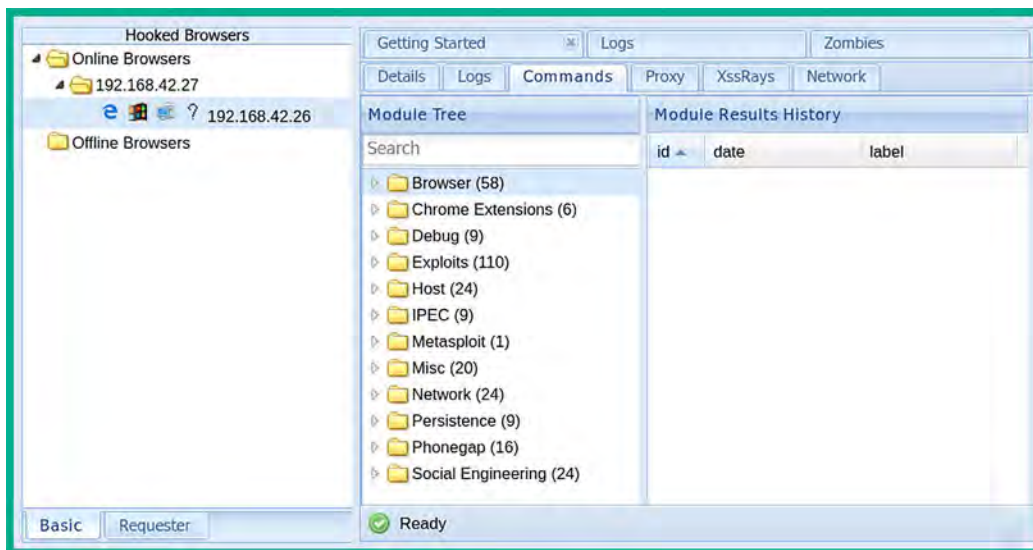 Hooked Browsers
Online Browsers
192.168.42.27
? 192.168.42.26
Offline Browsers
Basic
Requester
Getting Started
Logs
Zombies
Details
Logs
Commands
Proxy
XssRays
Network
Module Tree
Search
Browser (58)
Chrome Extensions (6)
Debug (9)
Exploits (110)
Host (24)
IPEC (9)
Metasploit (1)
Misc (20)
Network (24)
Persistence (9)
Phonegap (16)
Social Engineering (24)
Module Results History
id
date
label
Ready